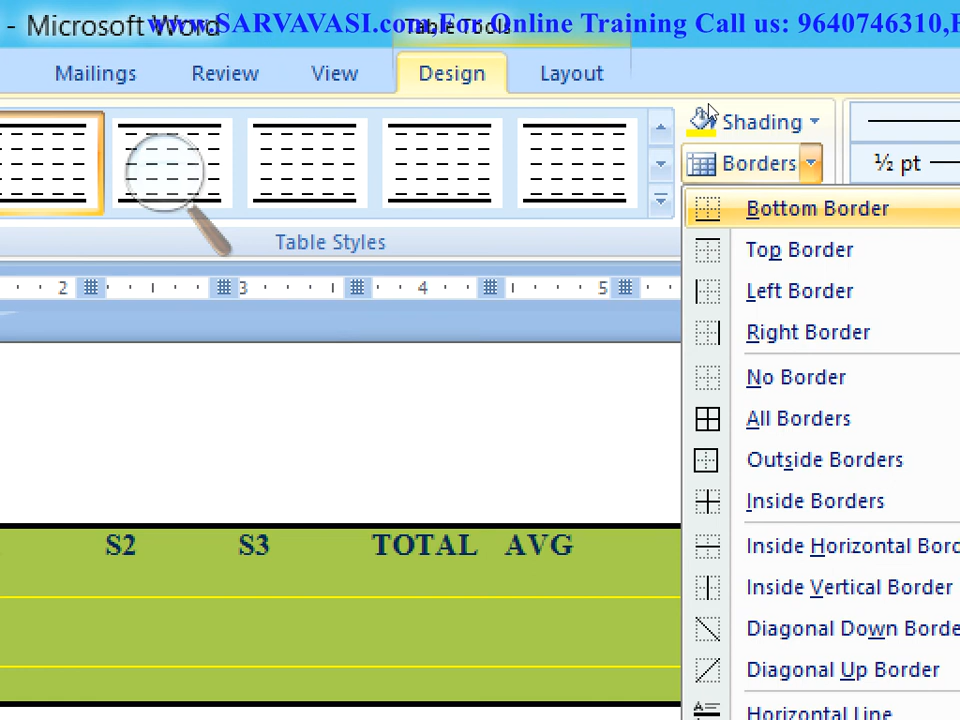 - Microsoft Word
www.SARVAVASI.com,For Online Training Call us: 9640746310,
Table Tools
Mailings Review View Design Layout
Shading
Borders
½ pt
Table Styles
2 3 4 5
Bottom Border
Top Border
Left Border
Right Border
No Border
All Borders
Outside Borders
Inside Borders
Inside Horizontal Bord
Inside Vertical Border
Diagonal Down Borde
Diagonal Up Border
Horizontal Line
S2 S3 TOTAL AVG